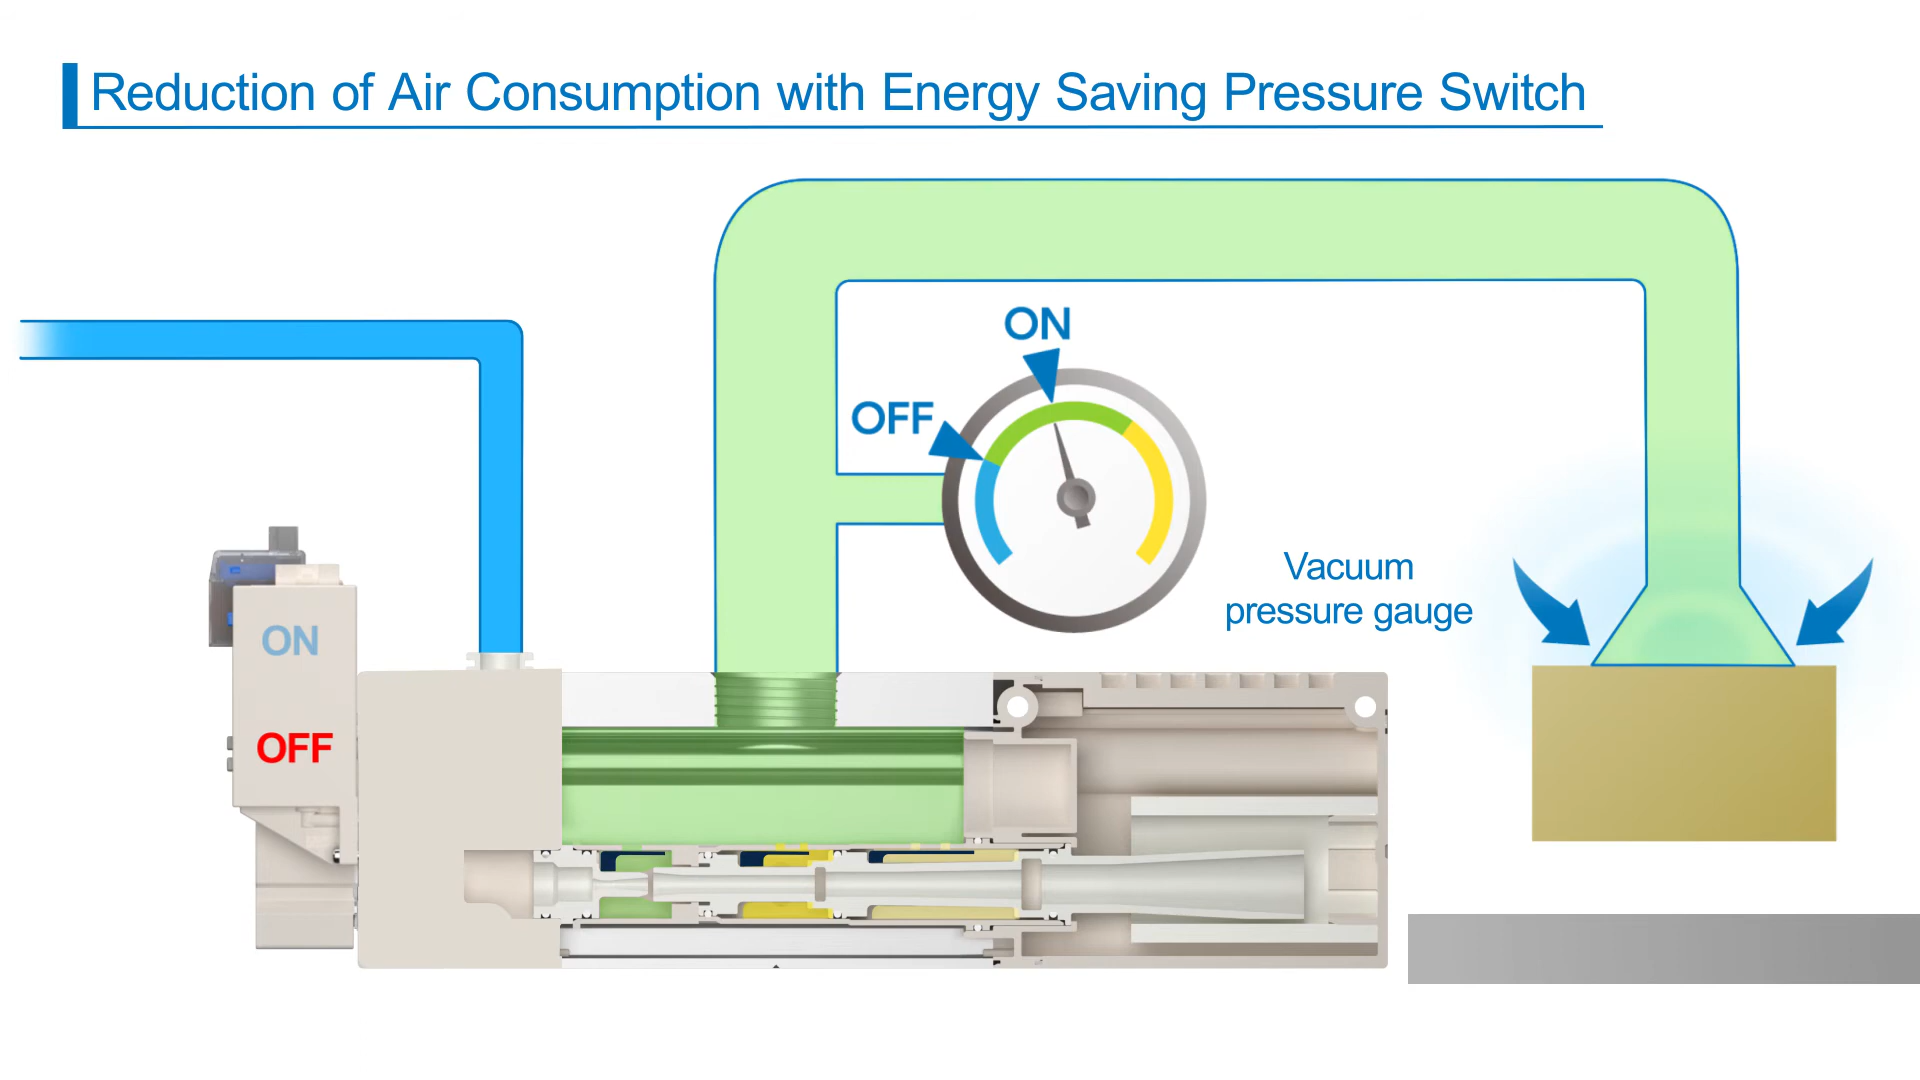 Reduction of Air Consumption with Energy Saving Pressure Switch
ON
OFF
Vacuum
pressure gauge
ON
OFF